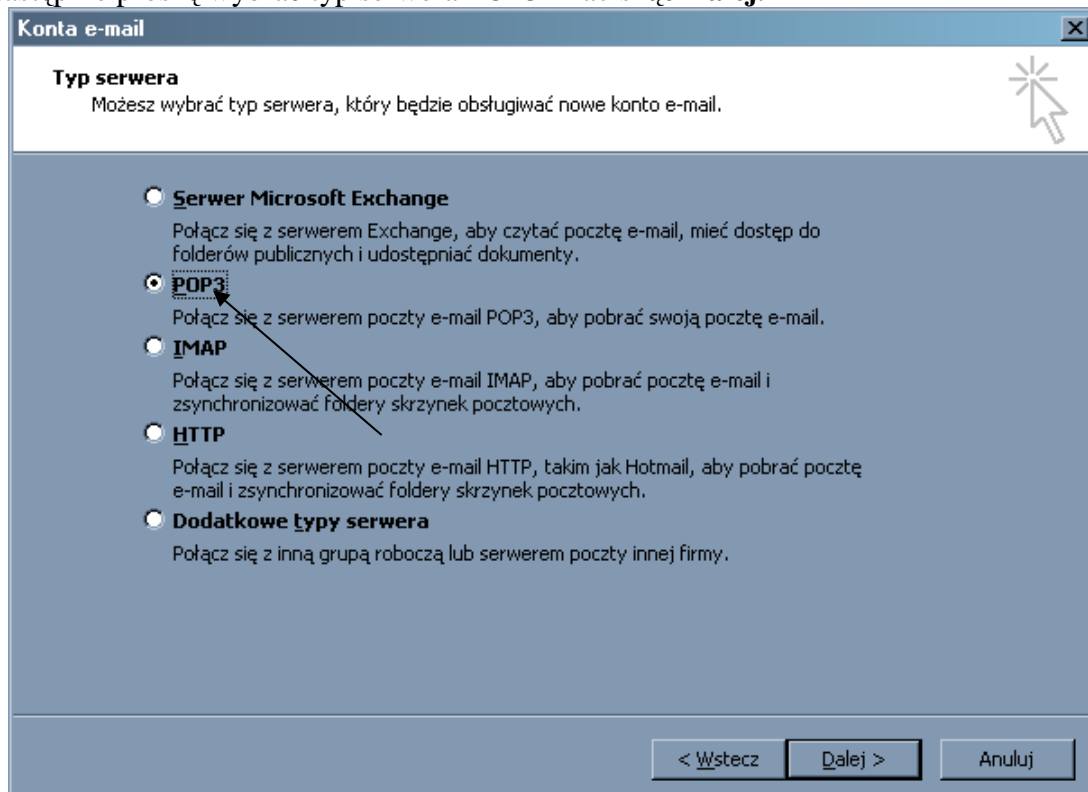 Konta e-mail
Typ serwera
Możesz wybrać typ serwera, który będzie obsługiwać nowe konto e-mail.
Serwer Microsoft Exchange
Połącz się z serwerem Exchange, aby czytać pocztę e-mail, mieć dostęp do
folderów publicznych i udostępniać dokumenty.
POP3
Połącz się z serwerem poczty e-mail POP3, aby pobrać swoją pocztę e-mail.
IMAP
Połącz się z serwerem poczty e-mail IMAP, aby pobrać pocztę e-mail i
zsynchronizować foldery skrzynek pocztowych.
HTTP
Połącz się z serwerem poczty e-mail HTTP, takim jak Hotmail, aby pobrać pocztę
e-mail i zsynchronizować foldery skrzynek pocztowych.
Dodatkowe typy serwera
Połącz się z inną grupą roboczą lub serwerem poczty innej firmy.
< Wstecz Dalej > Anuluj